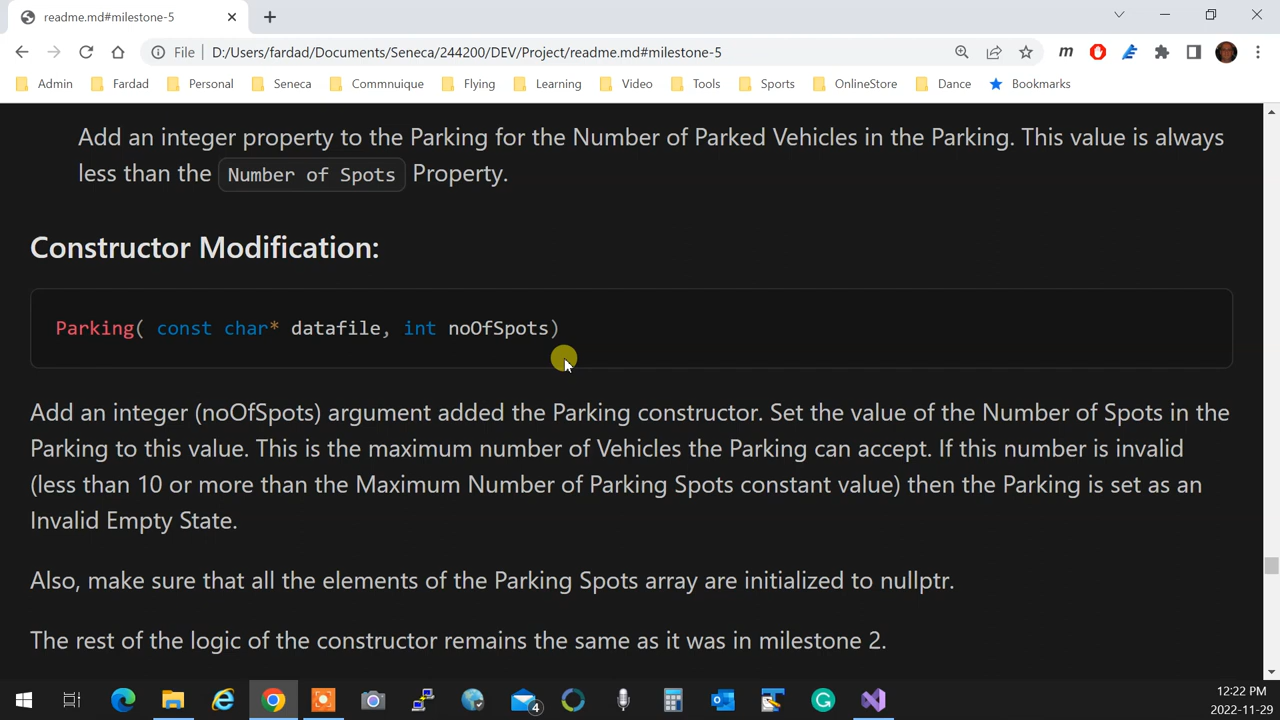 readme.md#milestone-5
File D:/Users/fardad/Documents/Seneca/244200/DEV/Project/readme.md#milestone-5
Admin Fardad Personal Seneca Commnuique Flying Learning Video Tools Sports OnlineStore Dance Bookmarks
Add an integer property to the Parking for the Number of Parked Vehicles in the Parking. This value is always
less than the Number of Spots Property.
Constructor Modification:
Parking( const char* datafile, int noOfSpots)
Add an integer (noOfSpots) argument added the Parking constructor. Set the value of the Number of Spots in the
Parking to this value. This is the maximum number of Vehicles the Parking can accept. If this number is invalid
(less than 10 or more than the Maximum Number of Parking Spots constant value) then the Parking is set as an
Invalid Empty State.
Also, make sure that all the elements of the Parking Spots array are initialized to nullptr.
The rest of the logic of the constructor remains the same as it was in milestone 2.
4
12:22 PM
2022-11-29